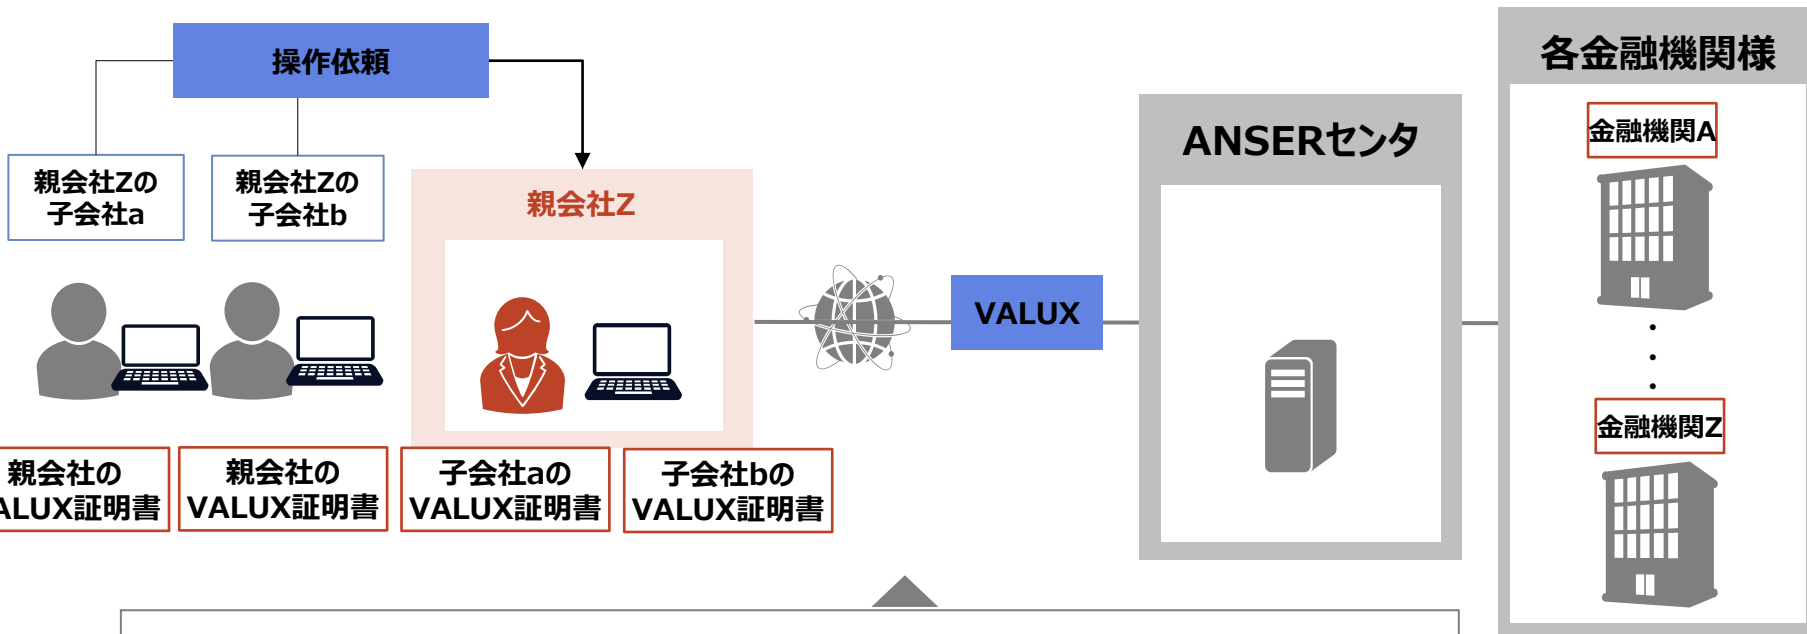 操作依頼
親会社Zの
子会社a
親会社Zの
子会社b
親会社Z
VALUX
ANSERセンタ
各金融機関様
金融機関A
金融機関Z
親会社の
ALUX証明書
親会社の
VALUX証明書
子会社aの
VALUX証明書
子会社bの
VALUX証明書